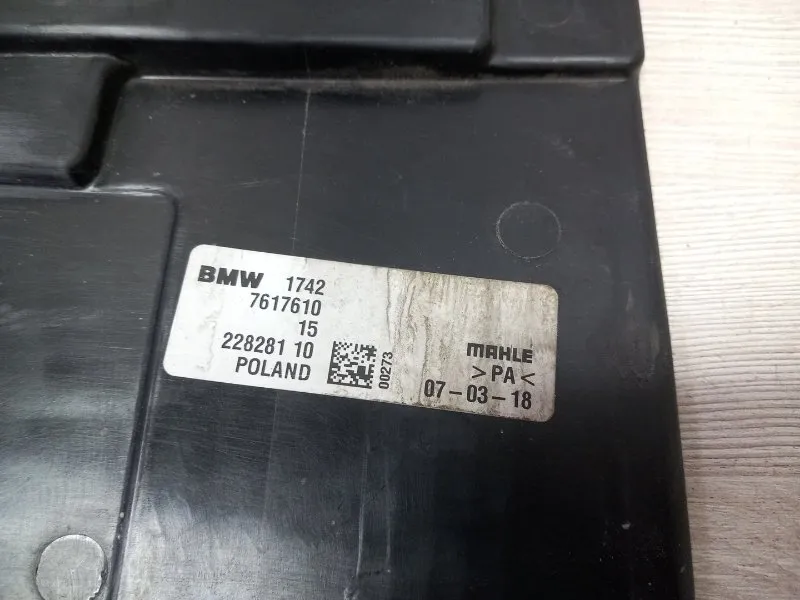 BMW 1742
7617610
15
228281 10
POLAND
00273
MAHLE
>PA<
07-03-18